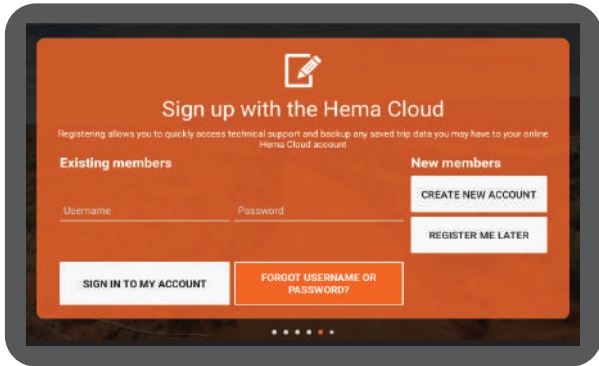 Sign up with the Hema Cloud
Registering allows you to quickly access technical support and backup any saved trip data you may have to your online
Hema Cloud account
Existing members
New members
Username
Password
CREATE NEW ACCOUNT
REGISTER ME LATER
SIGN IN TO MY ACCOUNT
FORGOT USERNAME OR
PASSWORD?